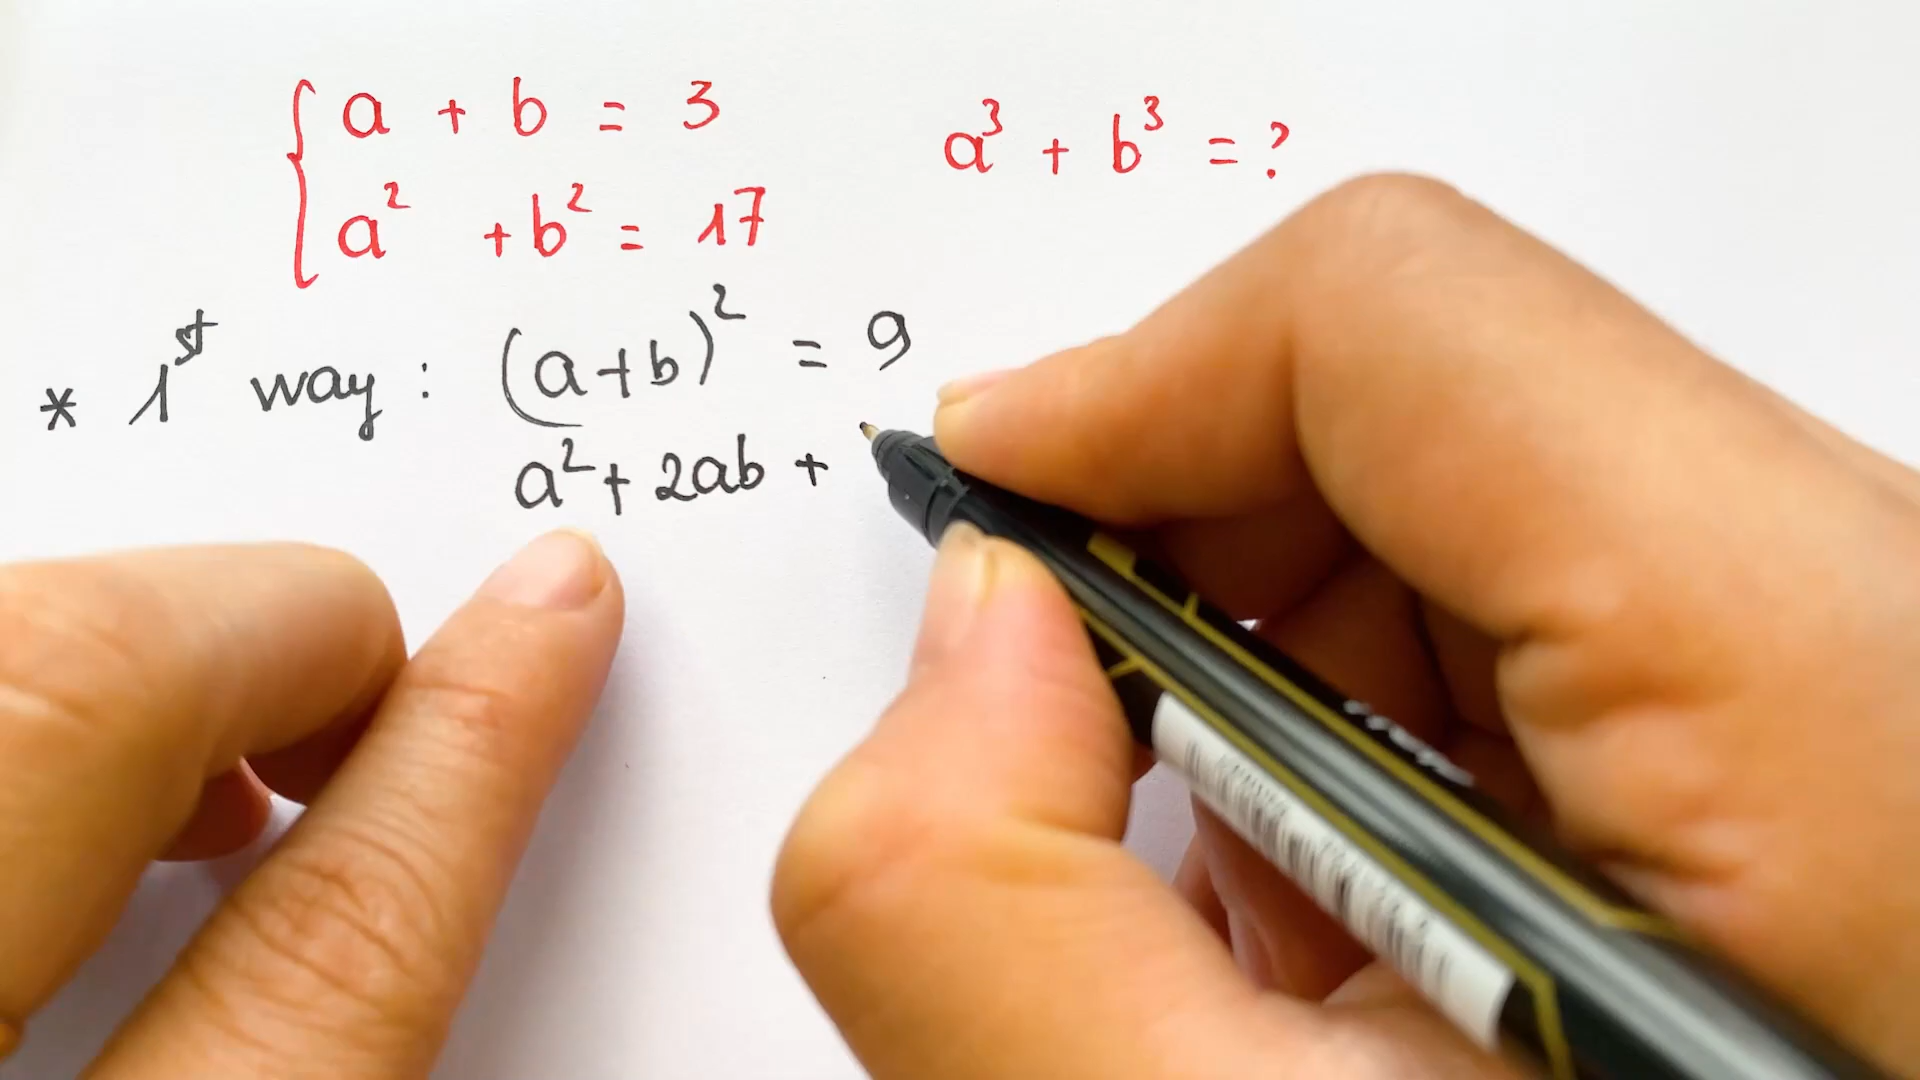 a + b = 3
a² + b² = 17
a³ + b³ = ?
* 1st way : (a+b)² = 9
a² + 2ab +